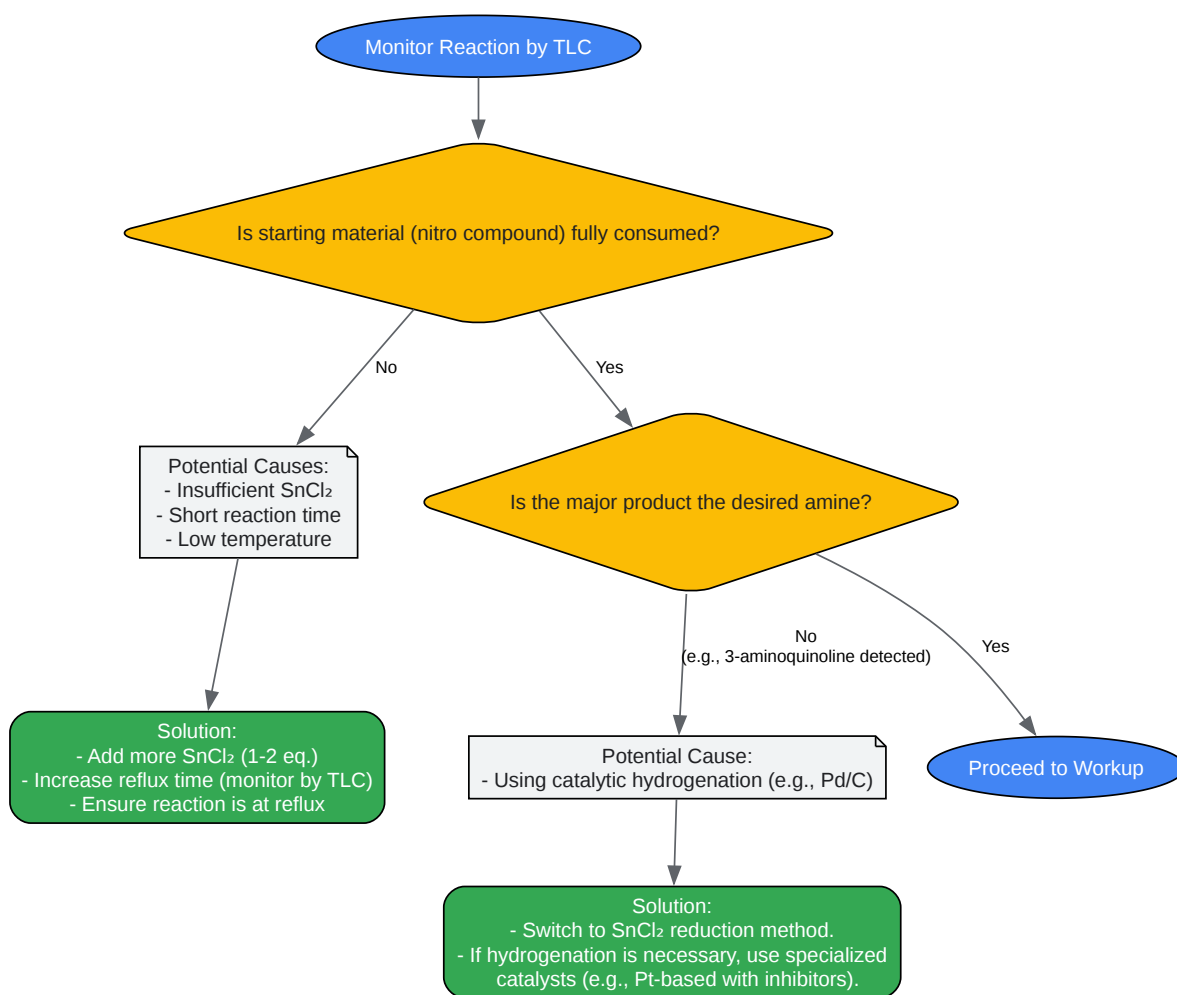 Monitor Reaction by TLC
Is starting material (nitro compound) fully consumed?
No
Yes
Potential Causes:
- Insufficient SnCl₂
- Short reaction time
- Low temperature
Is the major product the desired amine?
No
(e.g., 3-aminoquinoline detected)
Yes
Solution:
- Add more SnCl₂ (1-2 eq.)
- Increase reflux time (monitor by TLC)
- Ensure reaction is at reflux
Potential Cause:
- Using catalytic hydrogenation (e.g., Pd/C)
Proceed to Workup
Solution:
- Switch to SnCl₂ reduction method.
- If hydrogenation is necessary, use specialized
catalysts (e.g., Pt-based with inhibitors).